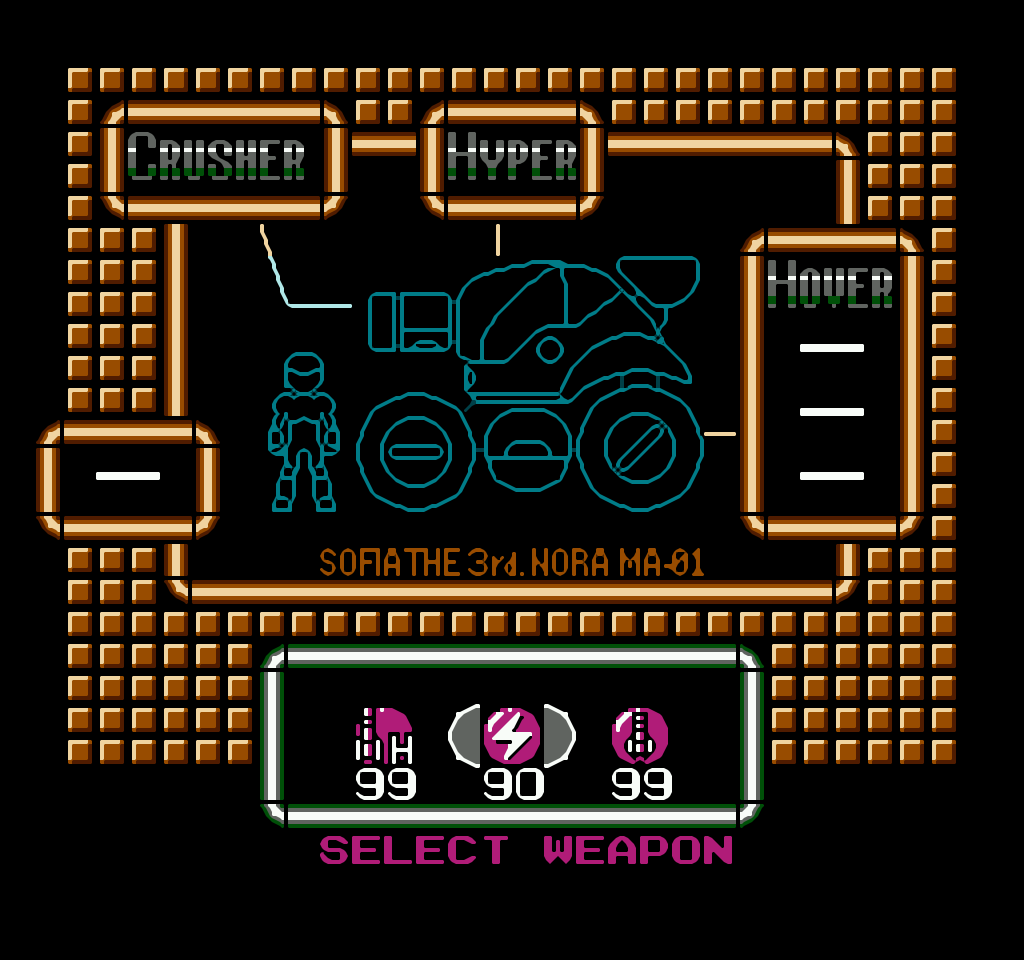 CRUSHER HYPER
HOVER
SOFIA THE 3rd. NORA MA-01
H
99 90 99
SELECT WEAPON